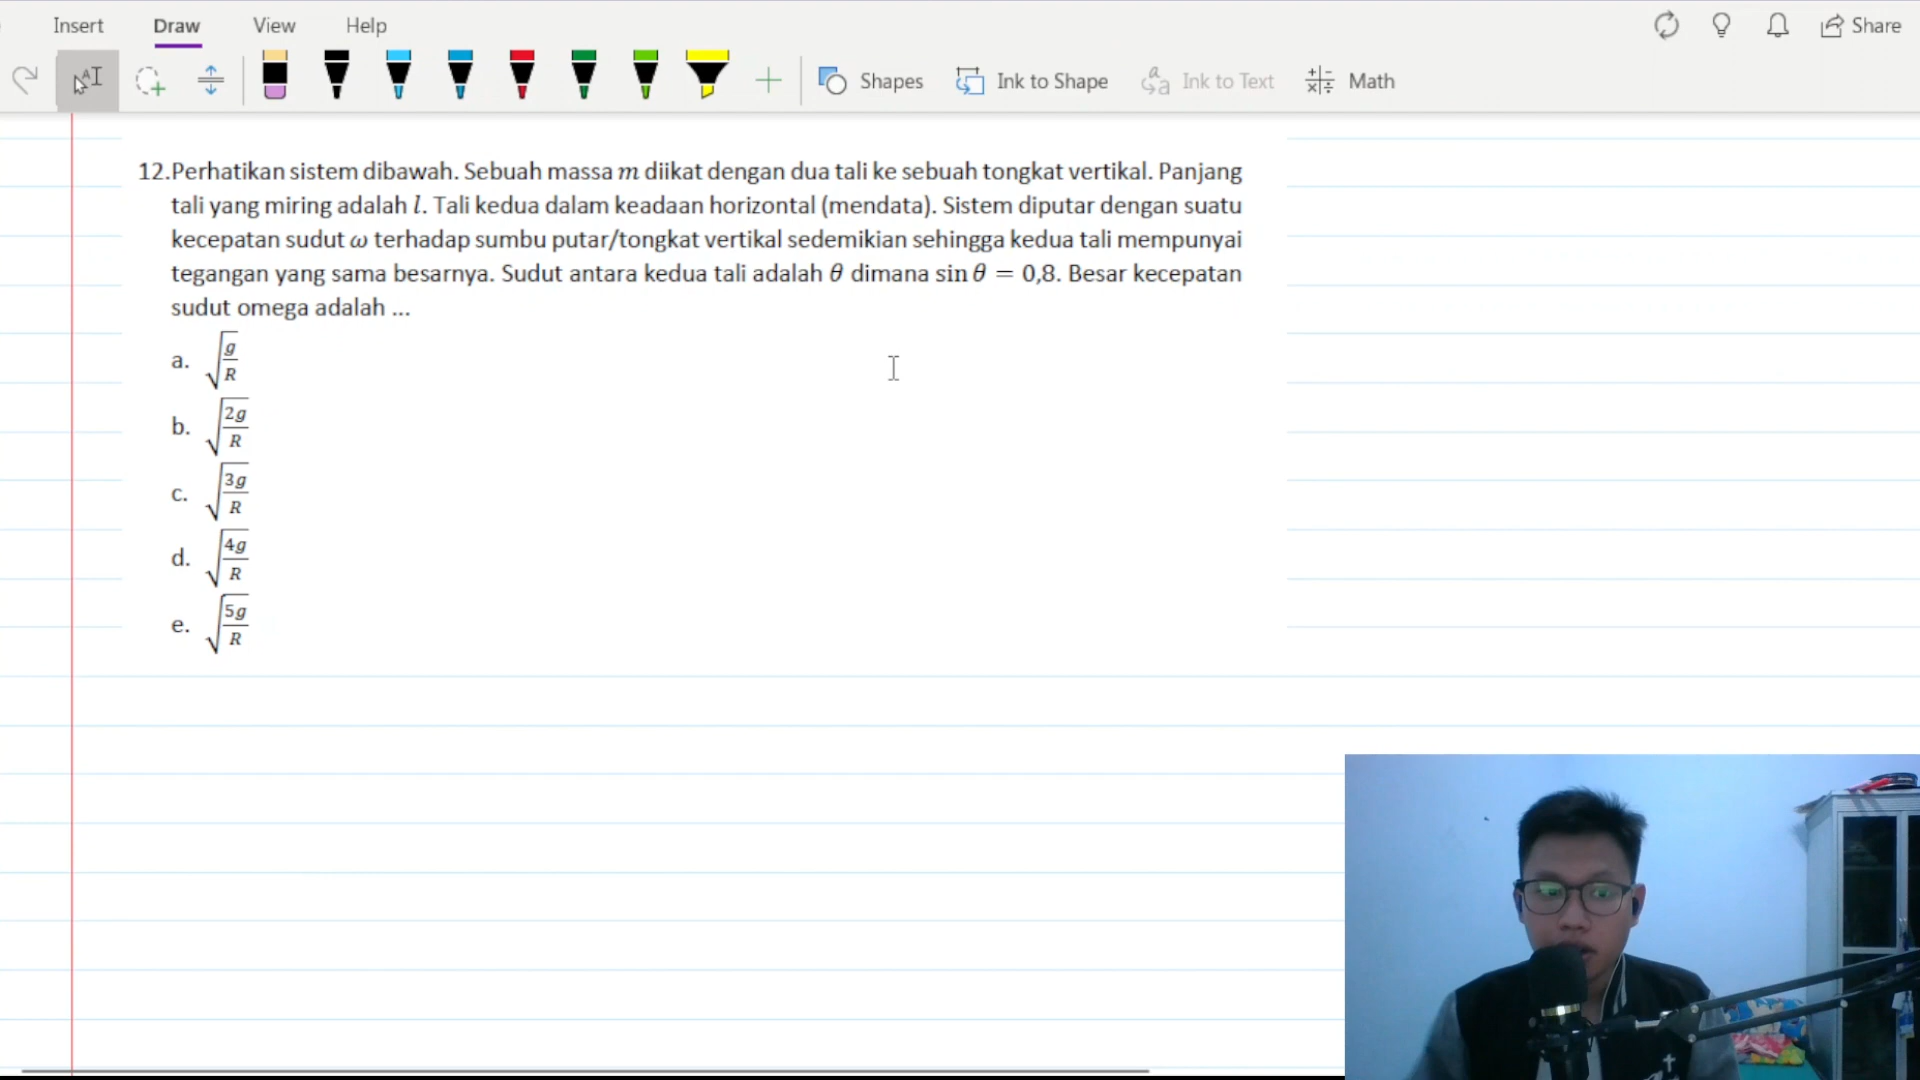 Insert Draw View Help Share
Shapes Ink to Shape Ink to Text Math
12.Perhatikan sistem dibawah. Sebuah massa m diikat dengan dua tali ke sebuah tongkat vertikal. Panjang
tali yang miring adalah l. Tali kedua dalam keadaan horizontal (mendata). Sistem diputar dengan suatu
kecepatan sudut ω terhadap sumbu putar/tongkat vertikal sedemikian sehingga kedua tali mempunyai
tegangan yang sama besarnya. Sudut antara kedua tali adalah θ dimana sin θ = 0,8. Besar kecepatan
sudut omega adalah ...
a. √(g/R)
b. √(2g/R)
c. √(3g/R)
d. √(4g/R)
e. √(5g/R)